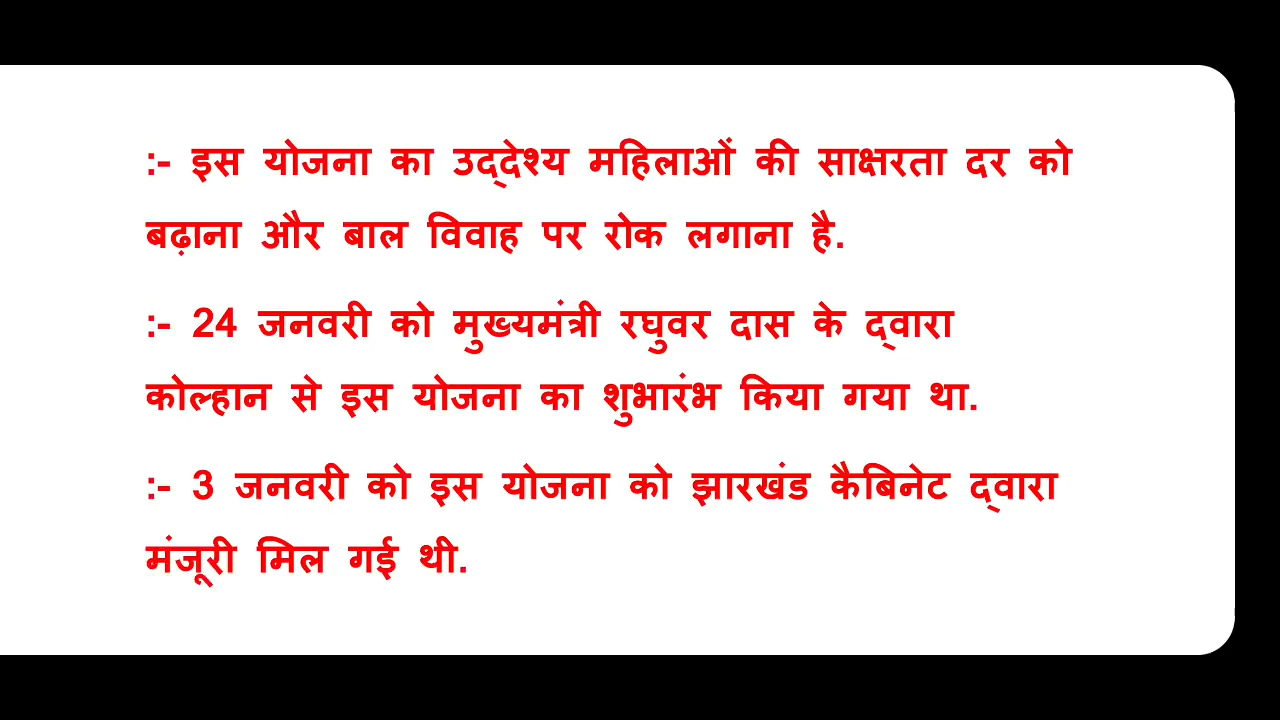 :- इस योजना का उद्देश्य महिलाओं की साक्षरता दर को
बढ़ाना और बाल विवाह पर रोक लगाना है.
:- 24 जनवरी को मुख्यमंत्री रघुवर दास के द्वारा
कोल्हान से इस योजना का शुभारंभ किया गया था.
:- 3 जनवरी को इस योजना को झारखंड कैबिनेट द्वारा
मंजूरी मिल गई थी.